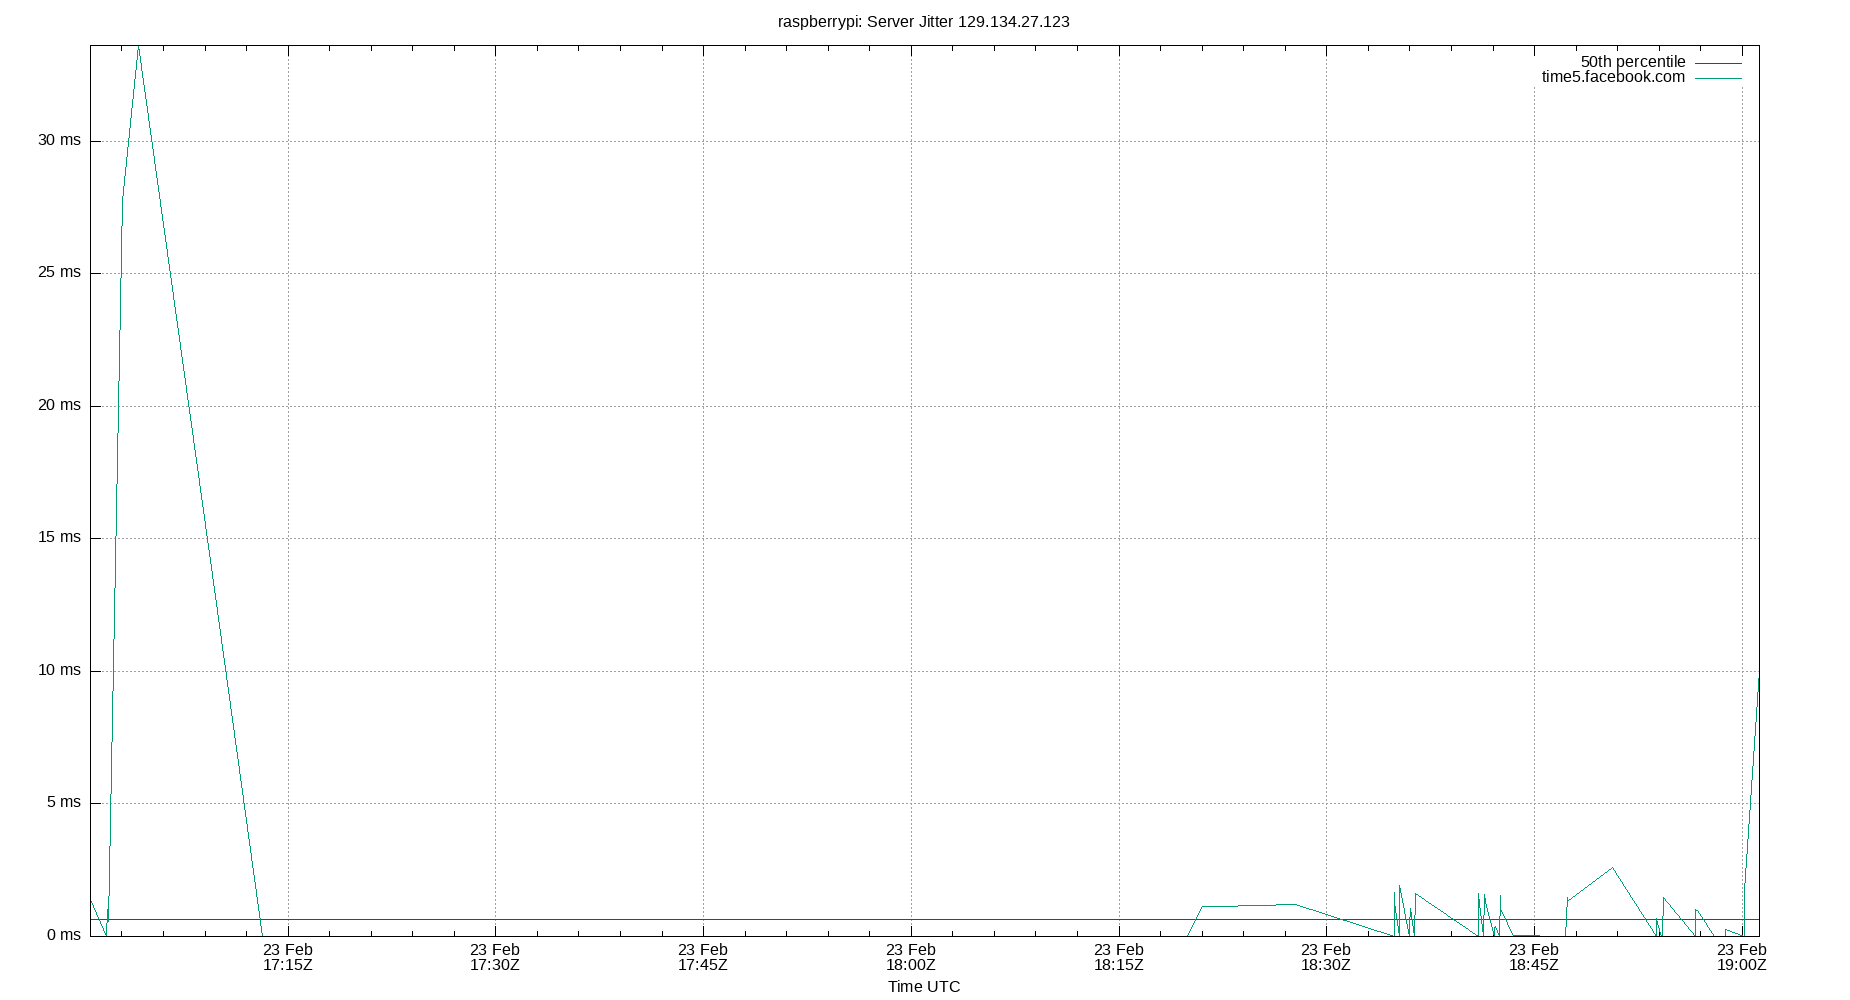 raspberrypi: Server Jitter 129.134.27.123
50th percentile
time5.facebook.com
30 ms
25 ms
20 ms
15 ms
10 ms
5 ms
0 ms
23 Feb 23 Feb 23 Feb 23 Feb 23 Feb 23 Feb 23 Feb 23 Feb
17:15Z 17:30Z 17:45Z 18:00Z 18:15Z 18:30Z 18:45Z 19:00Z
Time UTC